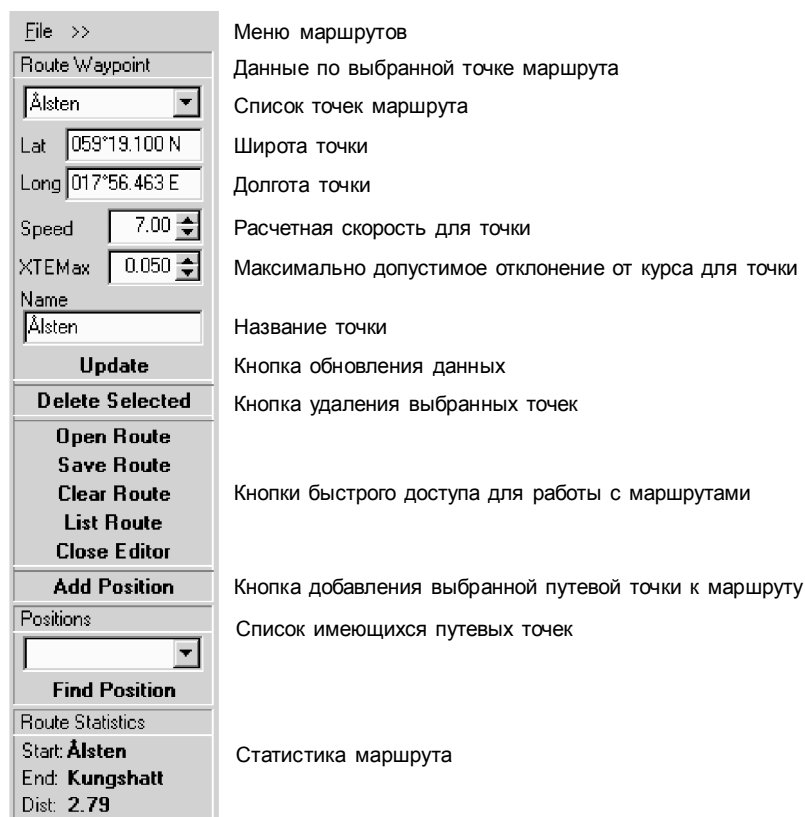 File >> Меню маршрутов
Route Waypoint Данные по выбранной точке маршрута
Ålsten Список точек маршрута
Lat 059°19.100 N Широта точки
Long 017°56.463 E Долгота точки
Speed 7.00 Расчетная скорость для точки
XTEMax 0.050 Максимально допустимое отклонение от курса для точки
Name
Ålsten Название точки
Update Кнопка обновления данных
Delete Selected Кнопка удаления выбранных точек
Open Route
Save Route
Clear Route Кнопки быстрого доступа для работы с маршрутами
List Route
Close Editor
Add Position Кнопка добавления выбранной путевой точки к маршруту
Positions Список имеющихся путевых точек
Find Position
Route Statistics
Start: Ålsten Статистика маршрута
End: Kungshatt
Dist: 2.79